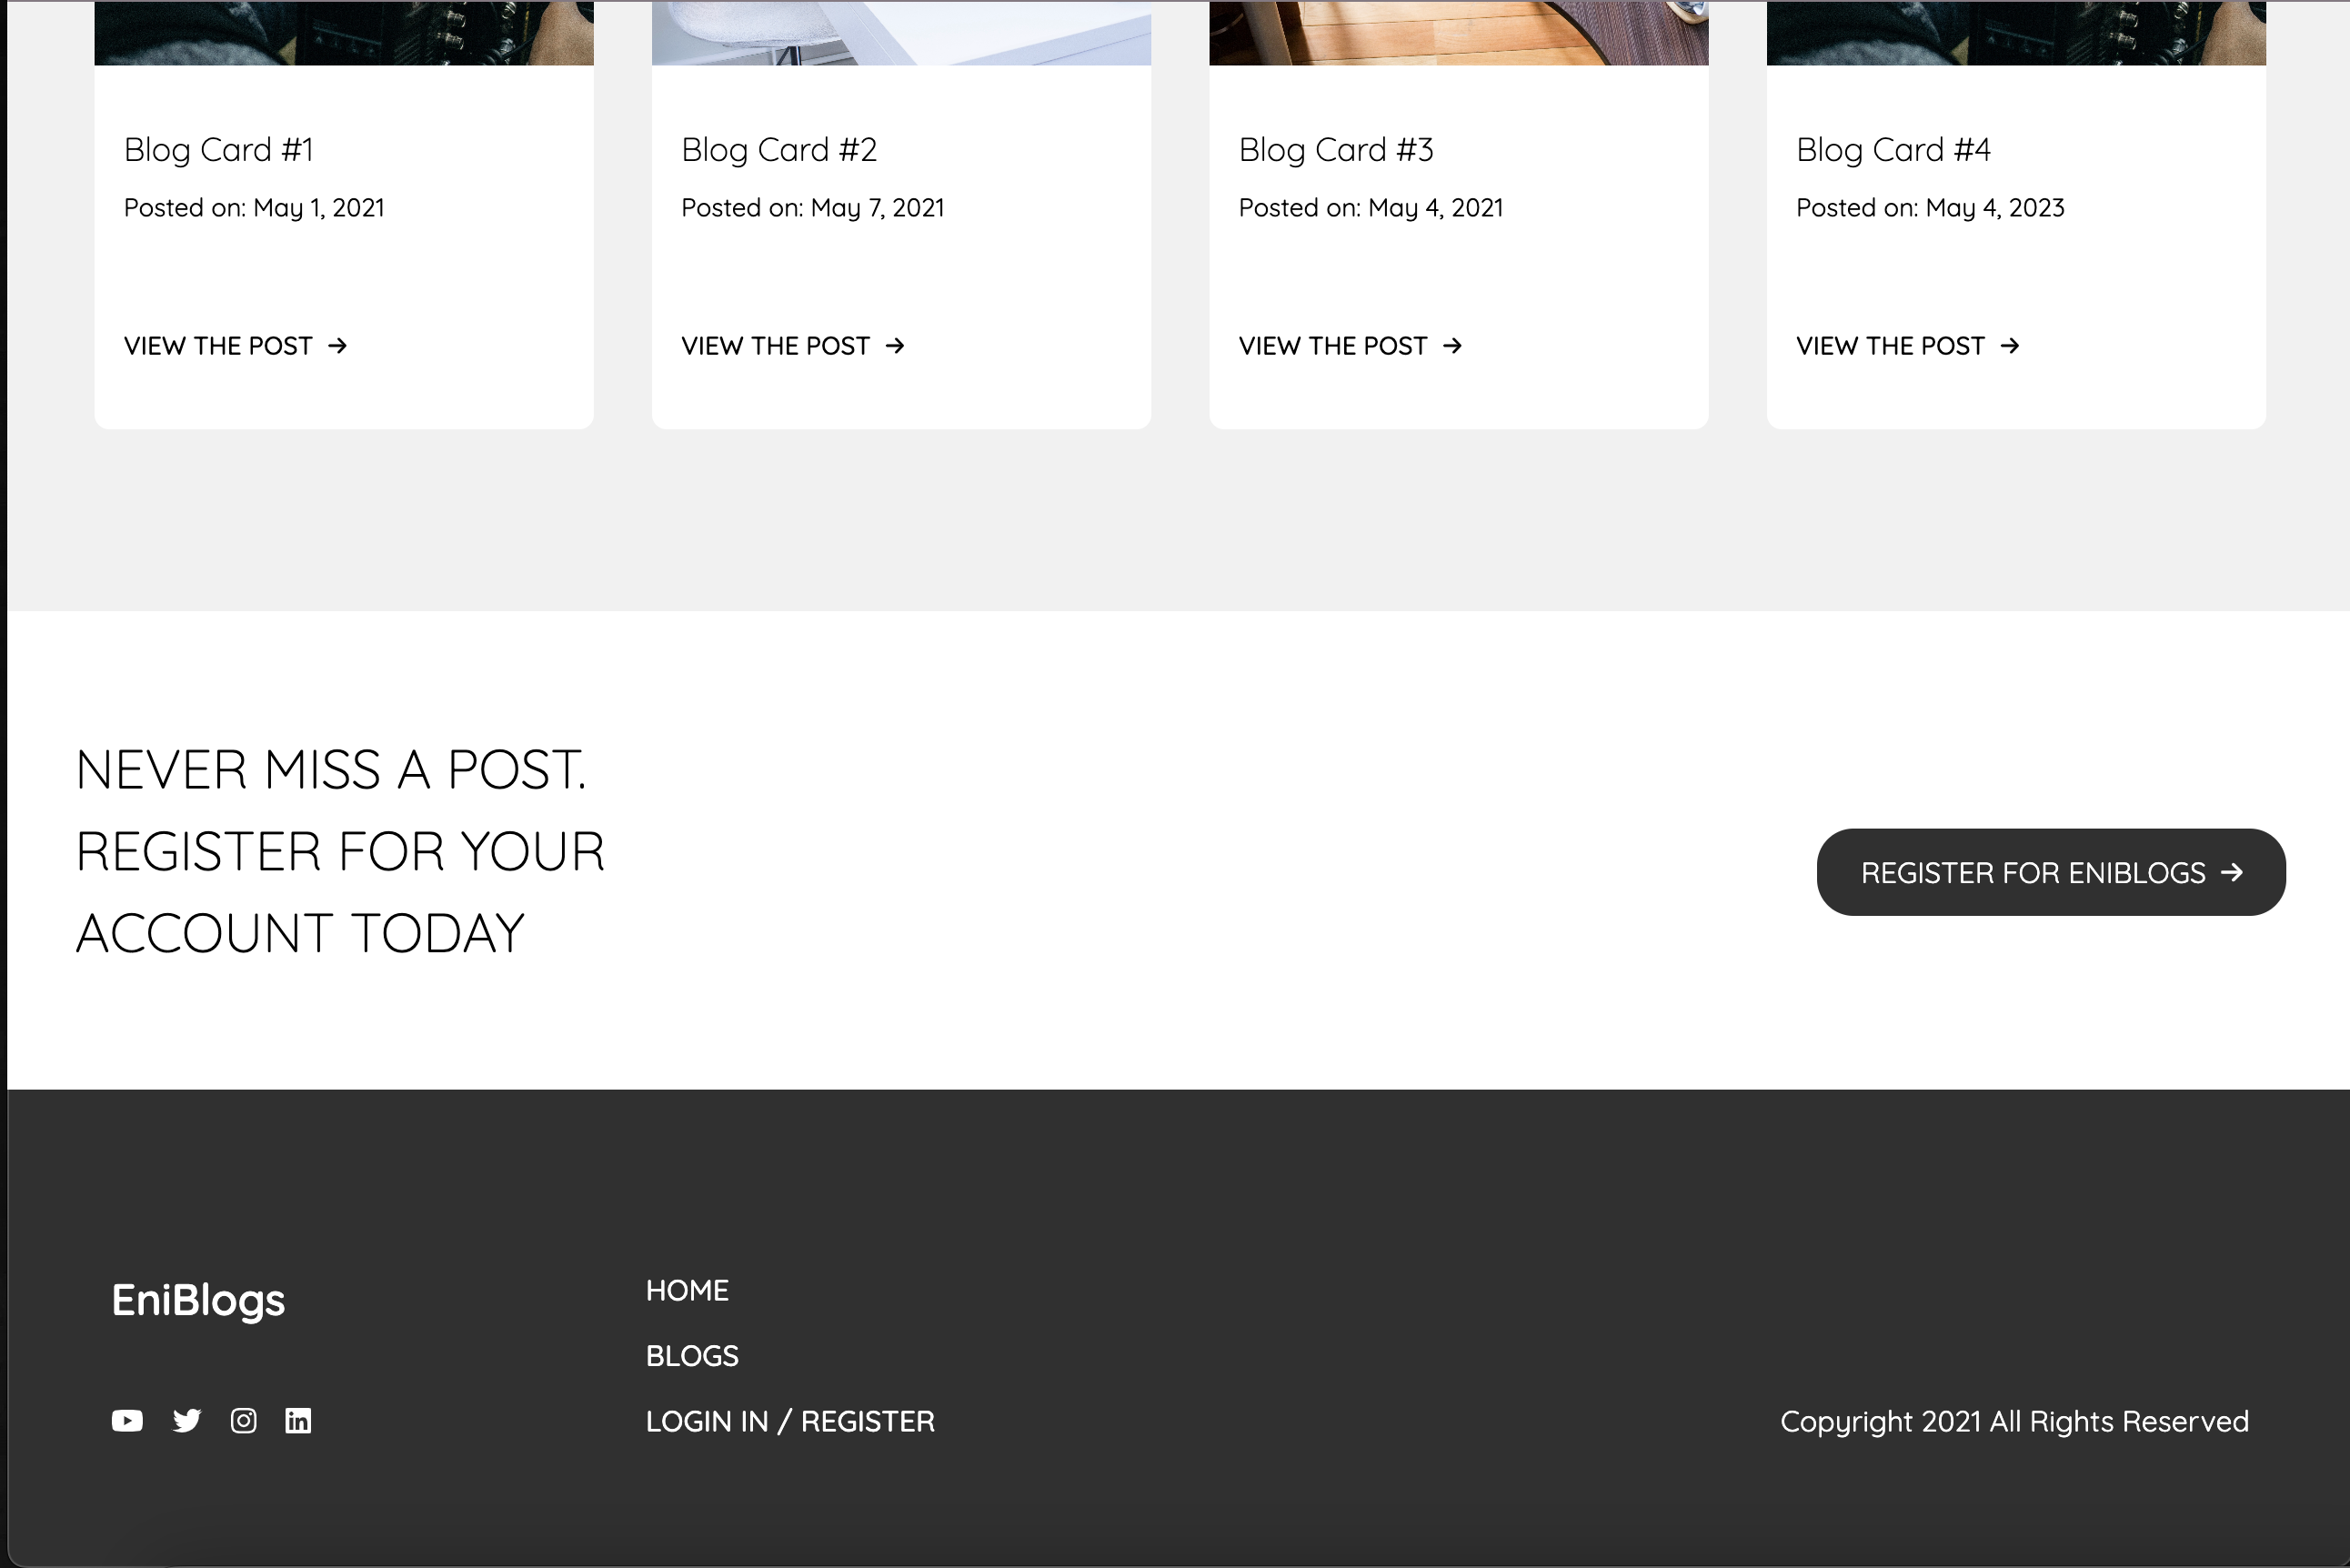 Blog Card #1
Posted on: May 1, 2021
VIEW THE POST →
Blog Card #2
Posted on: May 7, 2021
VIEW THE POST →
Blog Card #3
Posted on: May 4, 2021
VIEW THE POST →
Blog Card #4
Posted on: May 4, 2023
VIEW THE POST →
NEVER MISS A POST.
REGISTER FOR YOUR
ACCOUNT TODAY
REGISTER FOR ENIBLOGS →
EniBlogs
HOME
BLOGS
LOGIN IN / REGISTER
Copyright 2021 All Rights Reserved